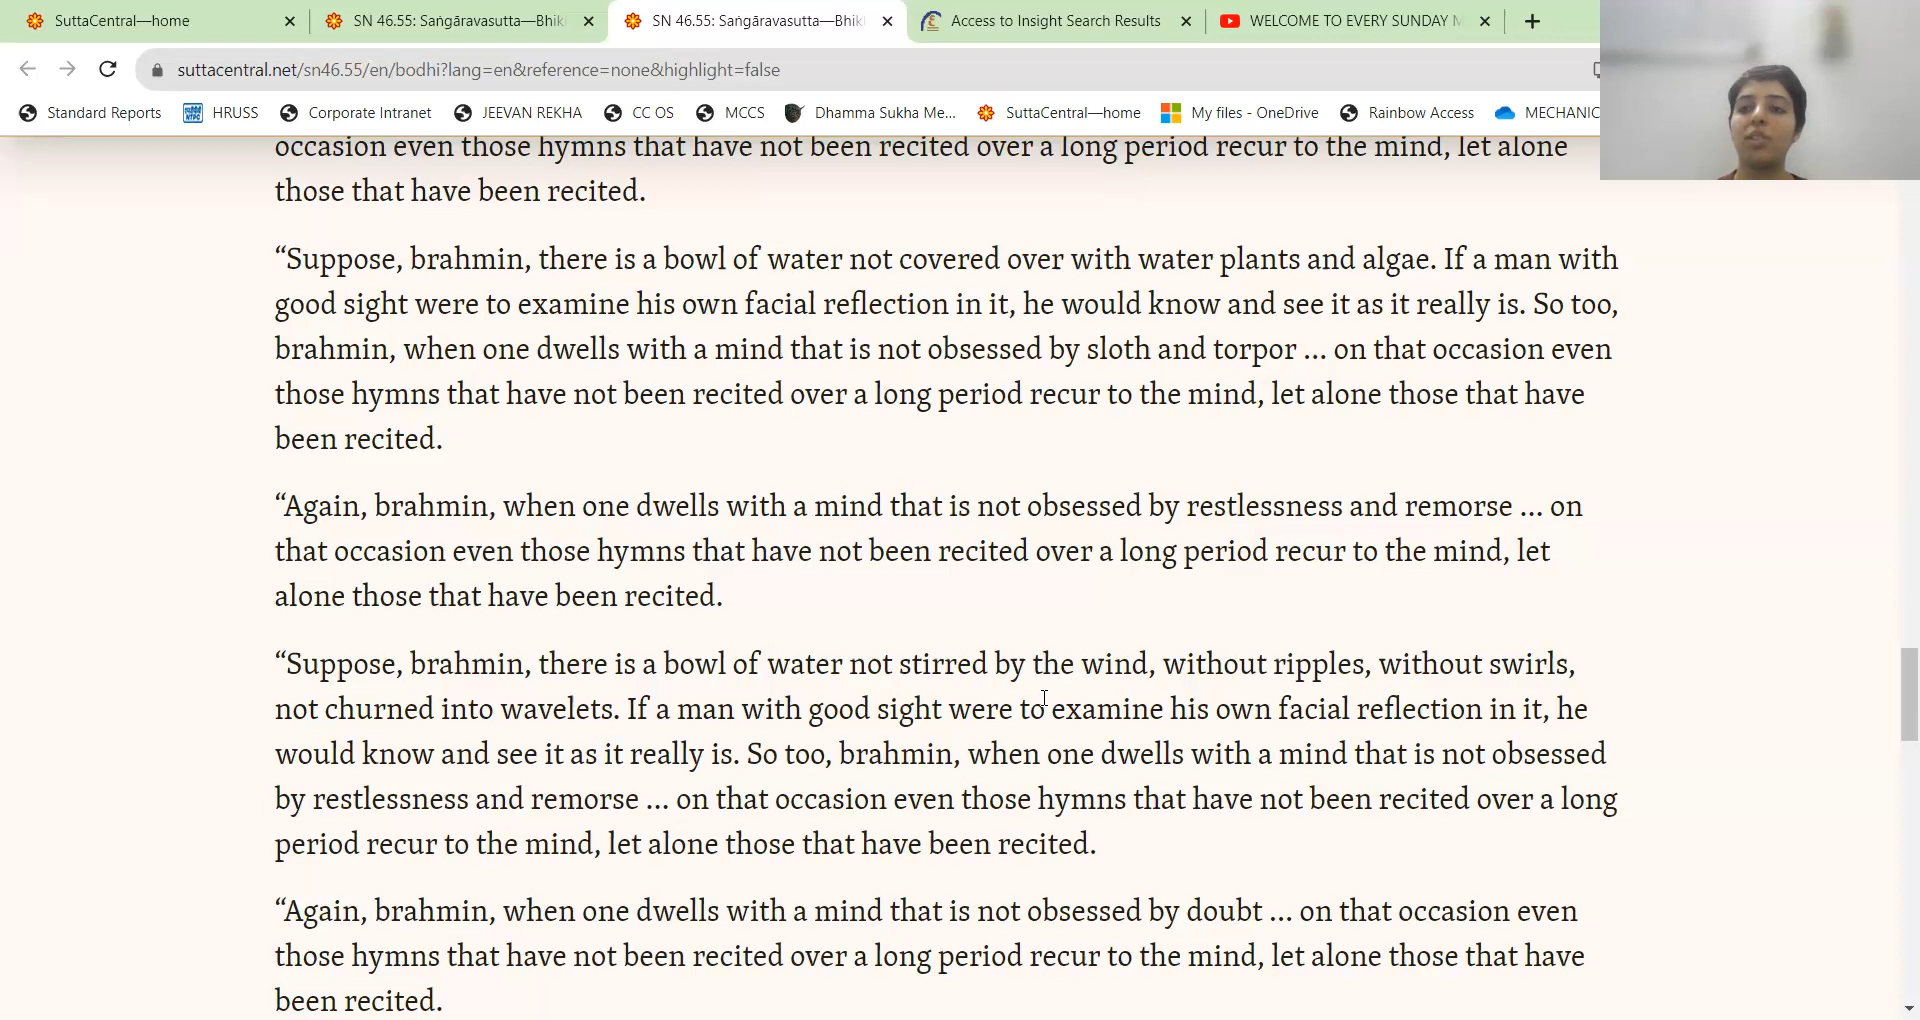 SuttaCentral—home
SN 46.55: Saṅgāravasutta—Bhik
SN 46.55: Saṅgāravasutta—Bhik
Access to Insight Search Results
WELCOME TO EVERY SUNDAY M
suttacentral.net/sn46.55/en/bodhi?lang=en&reference=none&highlight=false
Standard Reports
HRUSS
Corporate Intranet
JEEVAN REKHA
CC OS
MCCS
Dhamma Sukha Me...
SuttaCentral—home
My files - OneDrive
Rainbow Access
MECHANIC
occasion even those hymns that have not been recited over a long period recur to the mind, let alone
those that have been recited.
“Suppose, brahmin, there is a bowl of water not covered over with water plants and algae. If a man with
good sight were to examine his own facial reflection in it, he would know and see it as it really is. So too,
brahmin, when one dwells with a mind that is not obsessed by sloth and torpor … on that occasion even
those hymns that have not been recited over a long period recur to the mind, let alone those that have
been recited.
“Again, brahmin, when one dwells with a mind that is not obsessed by restlessness and remorse … on
that occasion even those hymns that have not been recited over a long period recur to the mind, let
alone those that have been recited.
“Suppose, brahmin, there is a bowl of water not stirred by the wind, without ripples, without swirls,
not churned into wavelets. If a man with good sight were to examine his own facial reflection in it, he
would know and see it as it really is. So too, brahmin, when one dwells with a mind that is not obsessed
by restlessness and remorse … on that occasion even those hymns that have not been recited over a long
period recur to the mind, let alone those that have been recited.
“Again, brahmin, when one dwells with a mind that is not obsessed by doubt … on that occasion even
those hymns that have not been recited over a long period recur to the mind, let alone those that have
been recited.